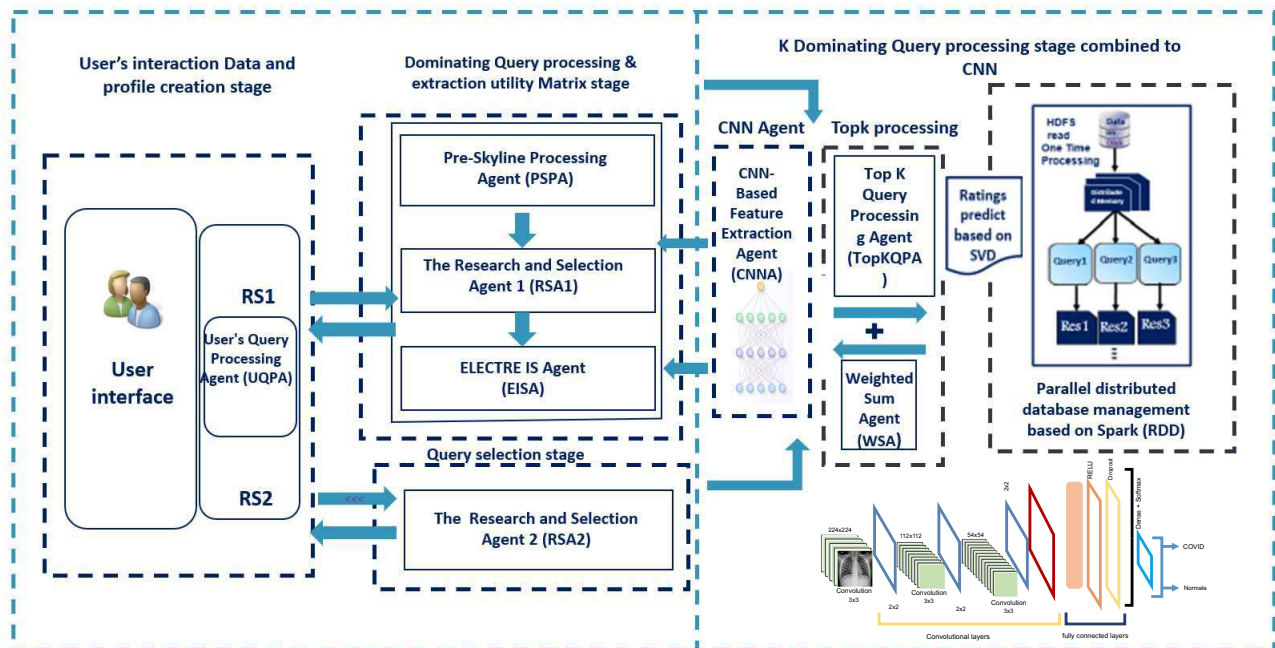 User's interaction Data and
profile creation stage
RS1
User's Query
Processing
Agent (UQPA)
User
interface
RS2
Dominating Query processing &
extraction utility Matrix stage
Pre-Skyline Processing
Agent (PSPA)
The Research and Selection
Agent 1 (RSA1)
ELECTRE IS Agent
(EISA)
Query selection stage
<<<
The Research and Selection
Agent 2 (RSA2)
K Dominating Query processing stage combined to
CNN
CNN Agent
CNN-
Based
Feature
Extraction
Agent
(CNNA)
Topk processing
Top K
Query
Processin
g Agent
(TopKQPA
)
+
Weighted
Sum
Agent
(WSA)
Ratings
predict
based on
SVD
HDFS
read
One Time
Processing
Data
Distribute
d Memory
Query1
Query2
Query3
Res1
Res2
Res3
Parallel distributed
database management
based on Spark (RDD)
224x224
Convolution
3x3
2x2
112x112
Convolution
3x3
2x2
54x54
Convolution
3x3
2x2
RELU
Dropout
Dense + Softmax
COVID
Normale
Convolutional layers
fully connected layers